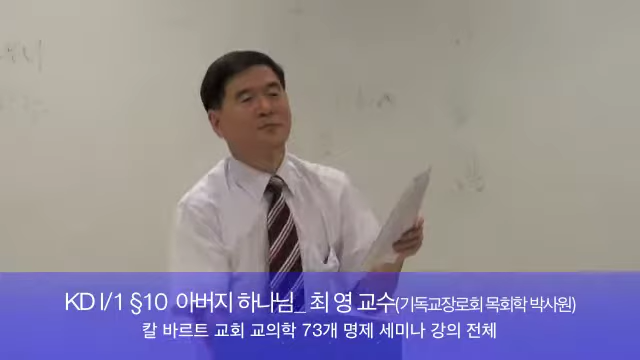 KD I/1 §10 아버지 하나님_ 최 영 교수(기독교장로회 목회학 박사원)
칼 바르트 교회 교의학 73개 명제 세미나 강의 전체